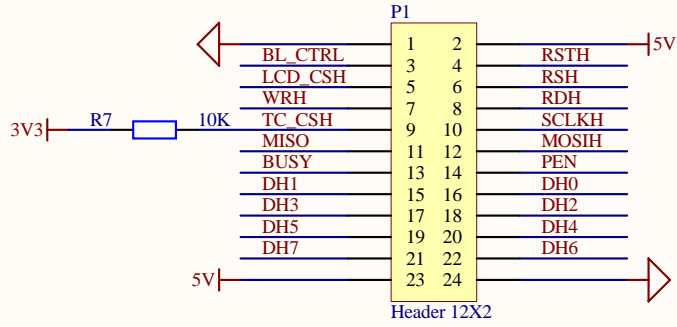 P1
1 2 5V
BL_CTRL 3 4 RSTH
LCD_CSH 5 6 RSH
WRH 7 8 RDH
3V3 R7 10K TC_CSH 9 10 SCLKH
MISO 11 12 MOSIH
BUSY 13 14 PEN
DH1 15 16 DH0
DH3 17 18 DH2
DH5 19 20 DH4
DH7 21 22 DH6
5V 23 24
Header 12X2